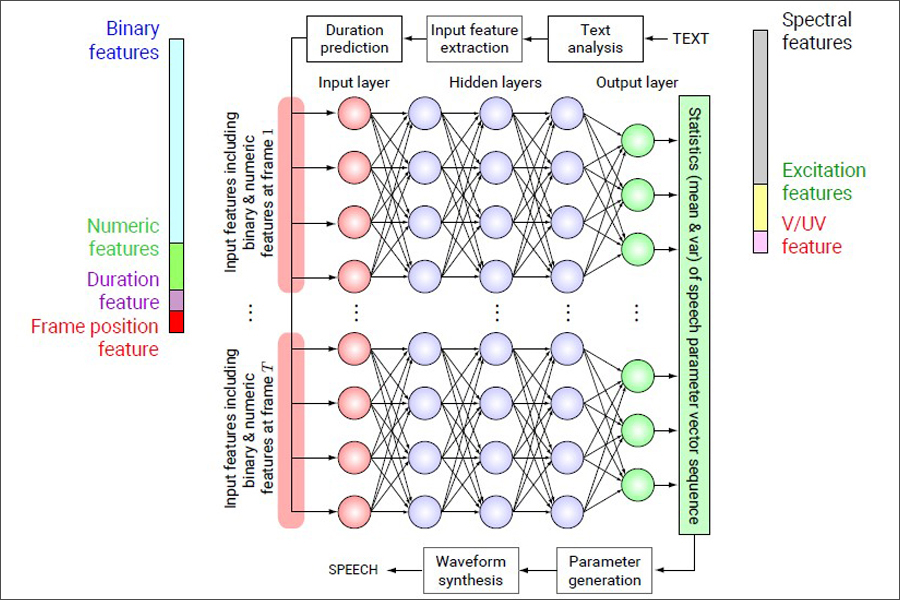 Binary
features
Numeric
features
Duration
feature
Frame position
feature
Duration
prediction
Input feature
extraction
Text
analysis
TEXT
Input layer
Hidden layers
Output layer
Input features including
binary & numeric
features at frame 1
...
Input features including
binary & numeric
features at frame T
Statistics (mean & var) of speech parameter vector sequence
SPEECH
Waveform
synthesis
Parameter
generation
Spectral
features
Excitation
features
V/UV
feature